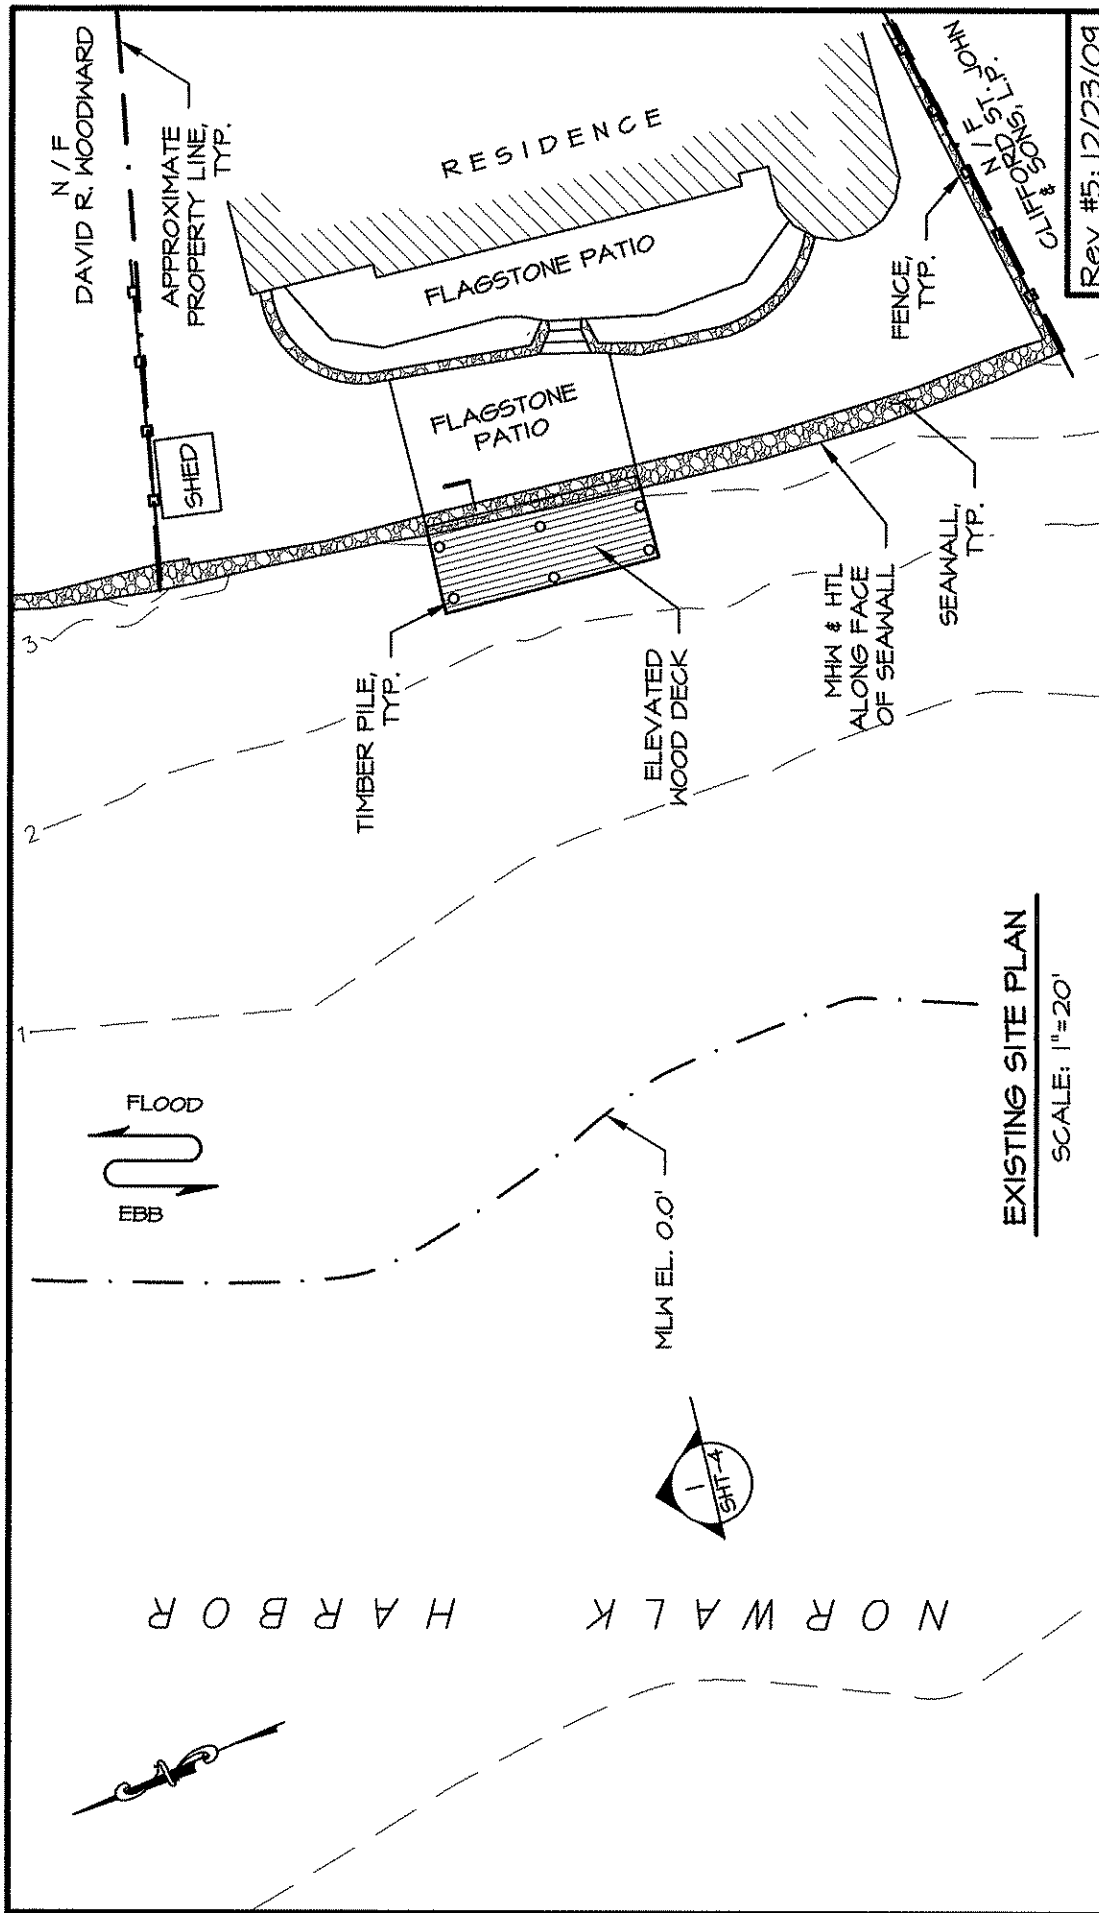 N / F
DAVID R. WOODWARD
APPROXIMATE
PROPERTY LINE,
TYP.
RESIDENCE
FLAGSTONE PATIO
FLAGSTONE
PATIO
SHED
FENCE,
TYP.
N / F
CLIFFORD ST. JOHN
& SONS, L.P.
Rev #5: 12/23/09
3
2
1
TIMBER PILE,
TYP.
ELEVATED
WOOD DECK
MHW & HTL
ALONG FACE
OF SEAWALL
SEAWALL,
TYP.
FLOOD
EBB
MLW EL. 0.0'
1
SHT-4
NORWALK HARBOR
N
EXISTING SITE PLAN
SCALE: 1"=20'